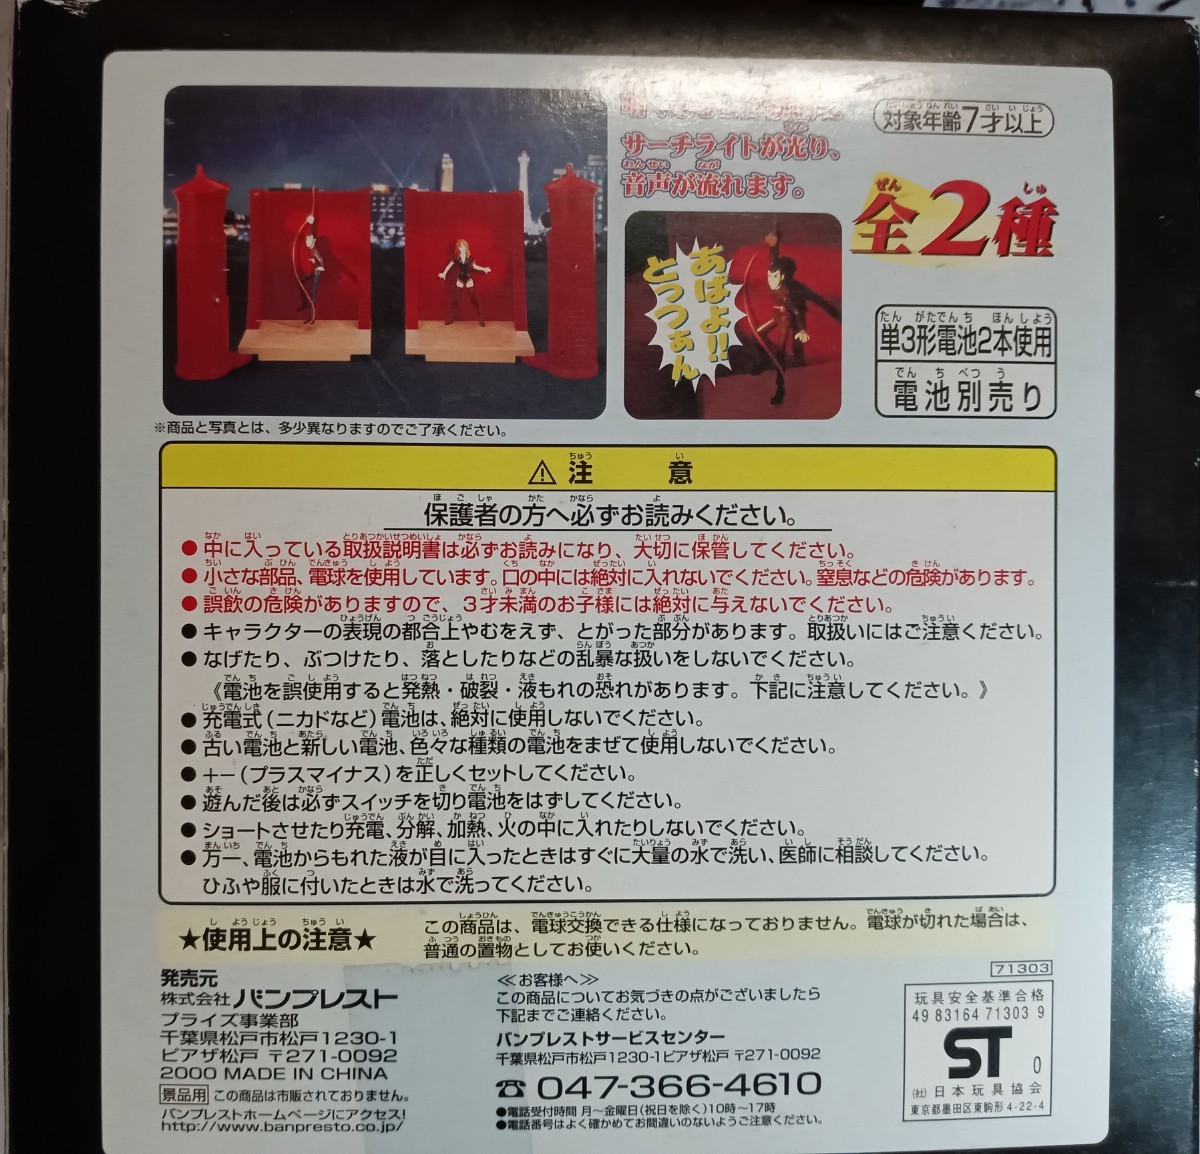 サーチライトが光り、
音声が流れます。
対象年齢7才以上
全2種
あばよ!!
とっつぁん
単3形電池2本使用
電池別売り
※商品と写真とは、多少異なりますのでご了承ください。
⚠注 意
保護者の方へ必ずお読みください。
●中に入っている取扱説明書は必ずお読みになり、大切に保管してください。
●小さな部品、電球を使用しています。口の中には絶対に入れないでください。窒息などの危険があります。
●誤飲の危険がありますので、3才未満のお子様には絶対に与えないでください。
●キャラクターの表現の都合上やむをえず、とがった部分があります。取扱いにはご注意ください。
●なげたり、ぶつけたり、落としたりなどの乱暴な扱いをしないでください。
《電池を誤使用すると発熱・破裂・液もれの恐れがあります。下記に注意してください。》
●充電式(ニカドなど)電池は、絶対に使用しないでください。
●古い電池と新しい電池、色々な種類の電池をまぜて使用しないでください。
●+−(プラスマイナス)を正しくセットしてください。
●遊んだ後は必ずスイッチを切り電池をはずしてください。
●ショートさせたり充電、分解、加熱、火の中に入れたりしないでください。
●万一、電池からもれた液が目に入ったときはすぐに大量の水で洗い、医師に相談してください。
ひふや服に付いたときは水で洗ってください。
★使用上の注意★
この商品は、電球交換できる仕様になっておりません。電球が切れた場合は、
普通の置物としてお使いください。
発売元
株式会社 バンプレスト
プライズ事業部
千葉県松戸市松戸1230-1
ピアザ松戸 〒271-0092
2000 MADE IN CHINA
景品用 この商品は市販されておりません。
バンプレストホームページにアクセス!
http://www.banpresto.co.jp/
≪お客様へ≫
この商品についてお気づきの点がございましたら
下記までご連絡ください。
バンプレストサービスセンター
千葉県松戸市松戸1230-1ピアザ松戸 〒271-0092
☎047-366-4610
●電話受付時間 月〜金曜日(祝日を除く)10時〜17時
●電話番号はよく確かめてお間違いのないようご注意ください。
71303
玩具安全基準合格
49 83164 71303 9
ST 0
(社)日本玩具協会
東京都墨田区東駒形 4-22-4